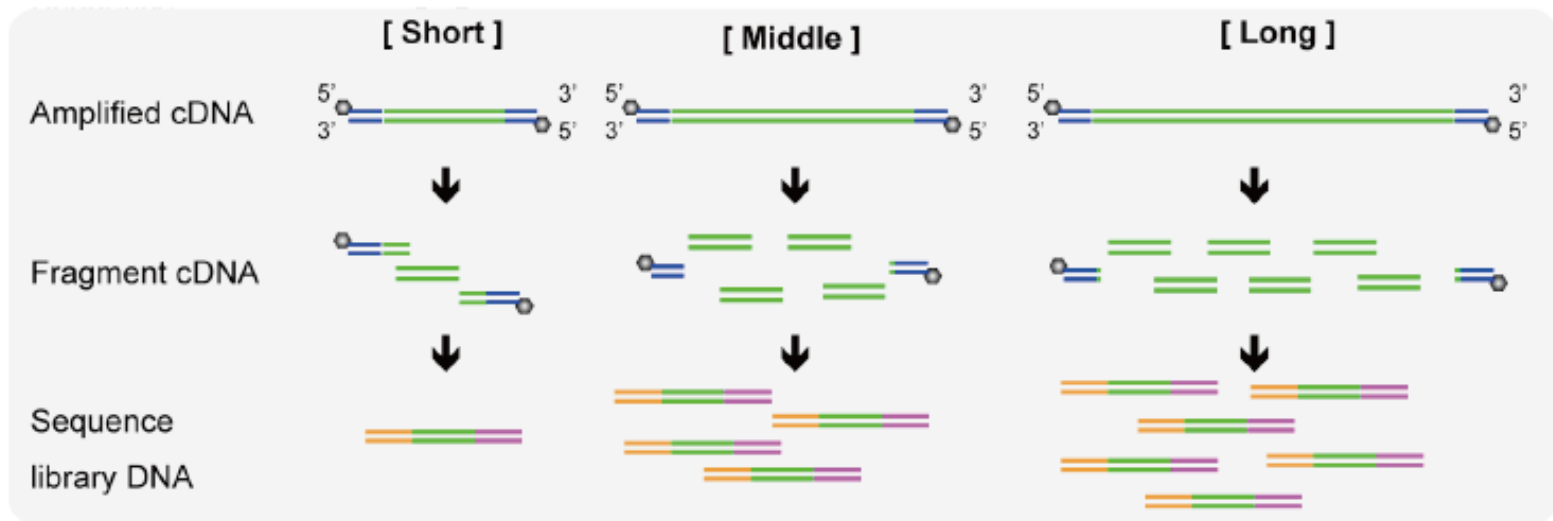 [ Short ] [ Middle ] [ Long ]
5’ 3’ 5’ 3’ 5’ 3’
Amplified cDNA
3’ 5’ 3’ 5’ 3’ 5’
Fragment cDNA
Sequence
library DNA